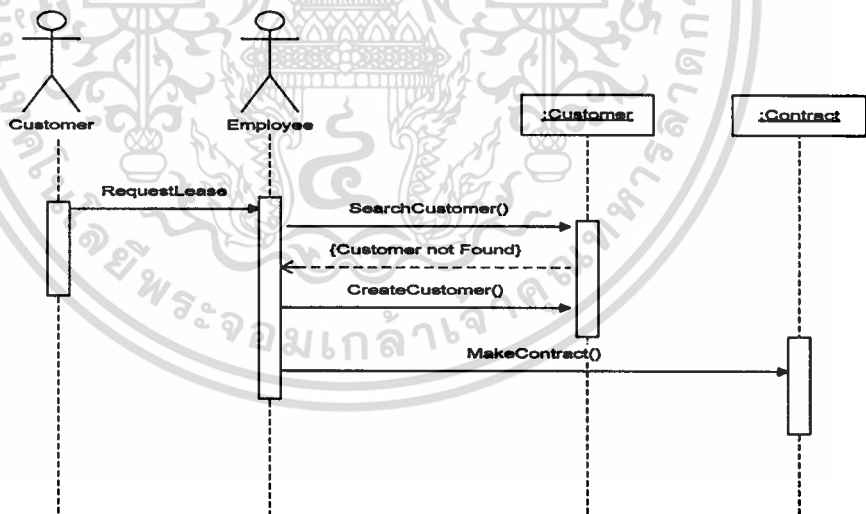 Customer
Employee
:Customer
:Contract
RequestLease
SearchCustomer()
{Customer not Found}
CreateCustomer()
MakeContract()